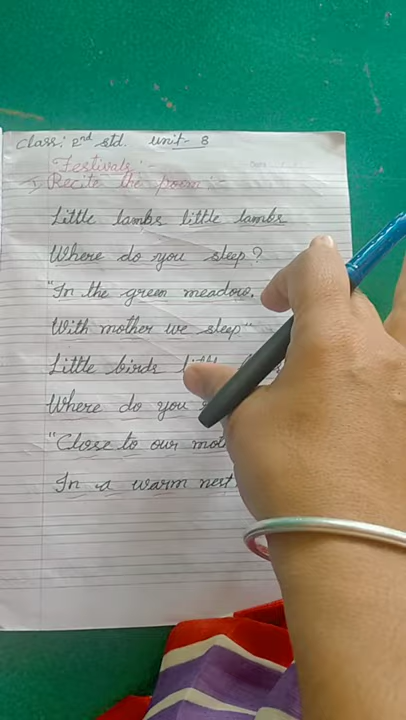 Class: 2nd std. Unit- 8
Festivals:-
I Recite the poem:-
Little lambs little lambs
Where do you sleep?
"In the green meadow,
With mother we sleep"
Little birds
Where do you
"Close to our
In a warm nest